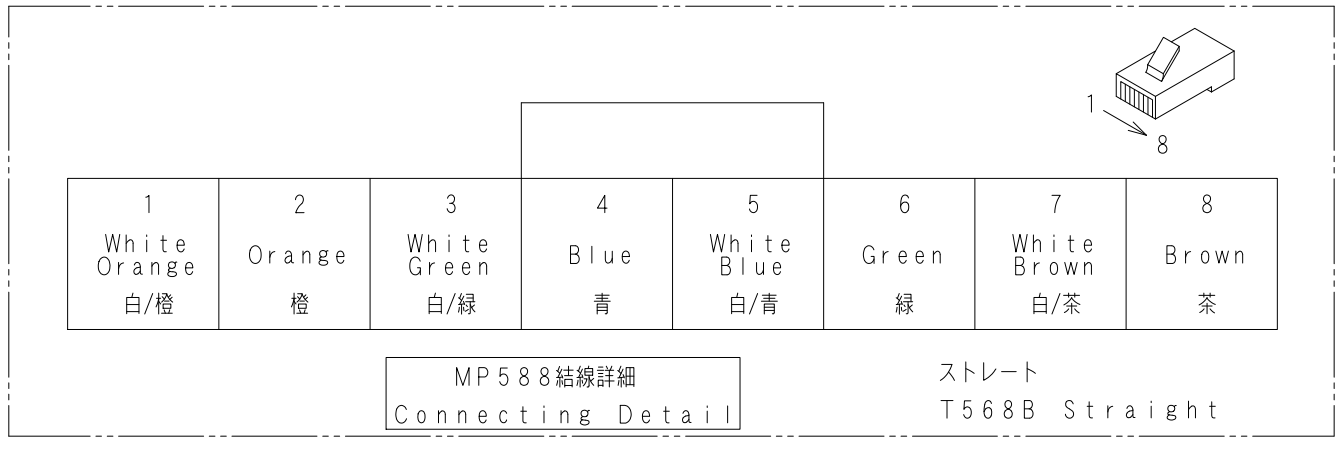 1
8
1 2 3 4 5 6 7 8
White Orange White Blue White Green White Brown
Orange Green Blue Brown
白/橙 橙 白/緑 青 白/青 緑 白/茶 茶
MP588結線詳細
Connecting Detail
ストレート
T568B Straight